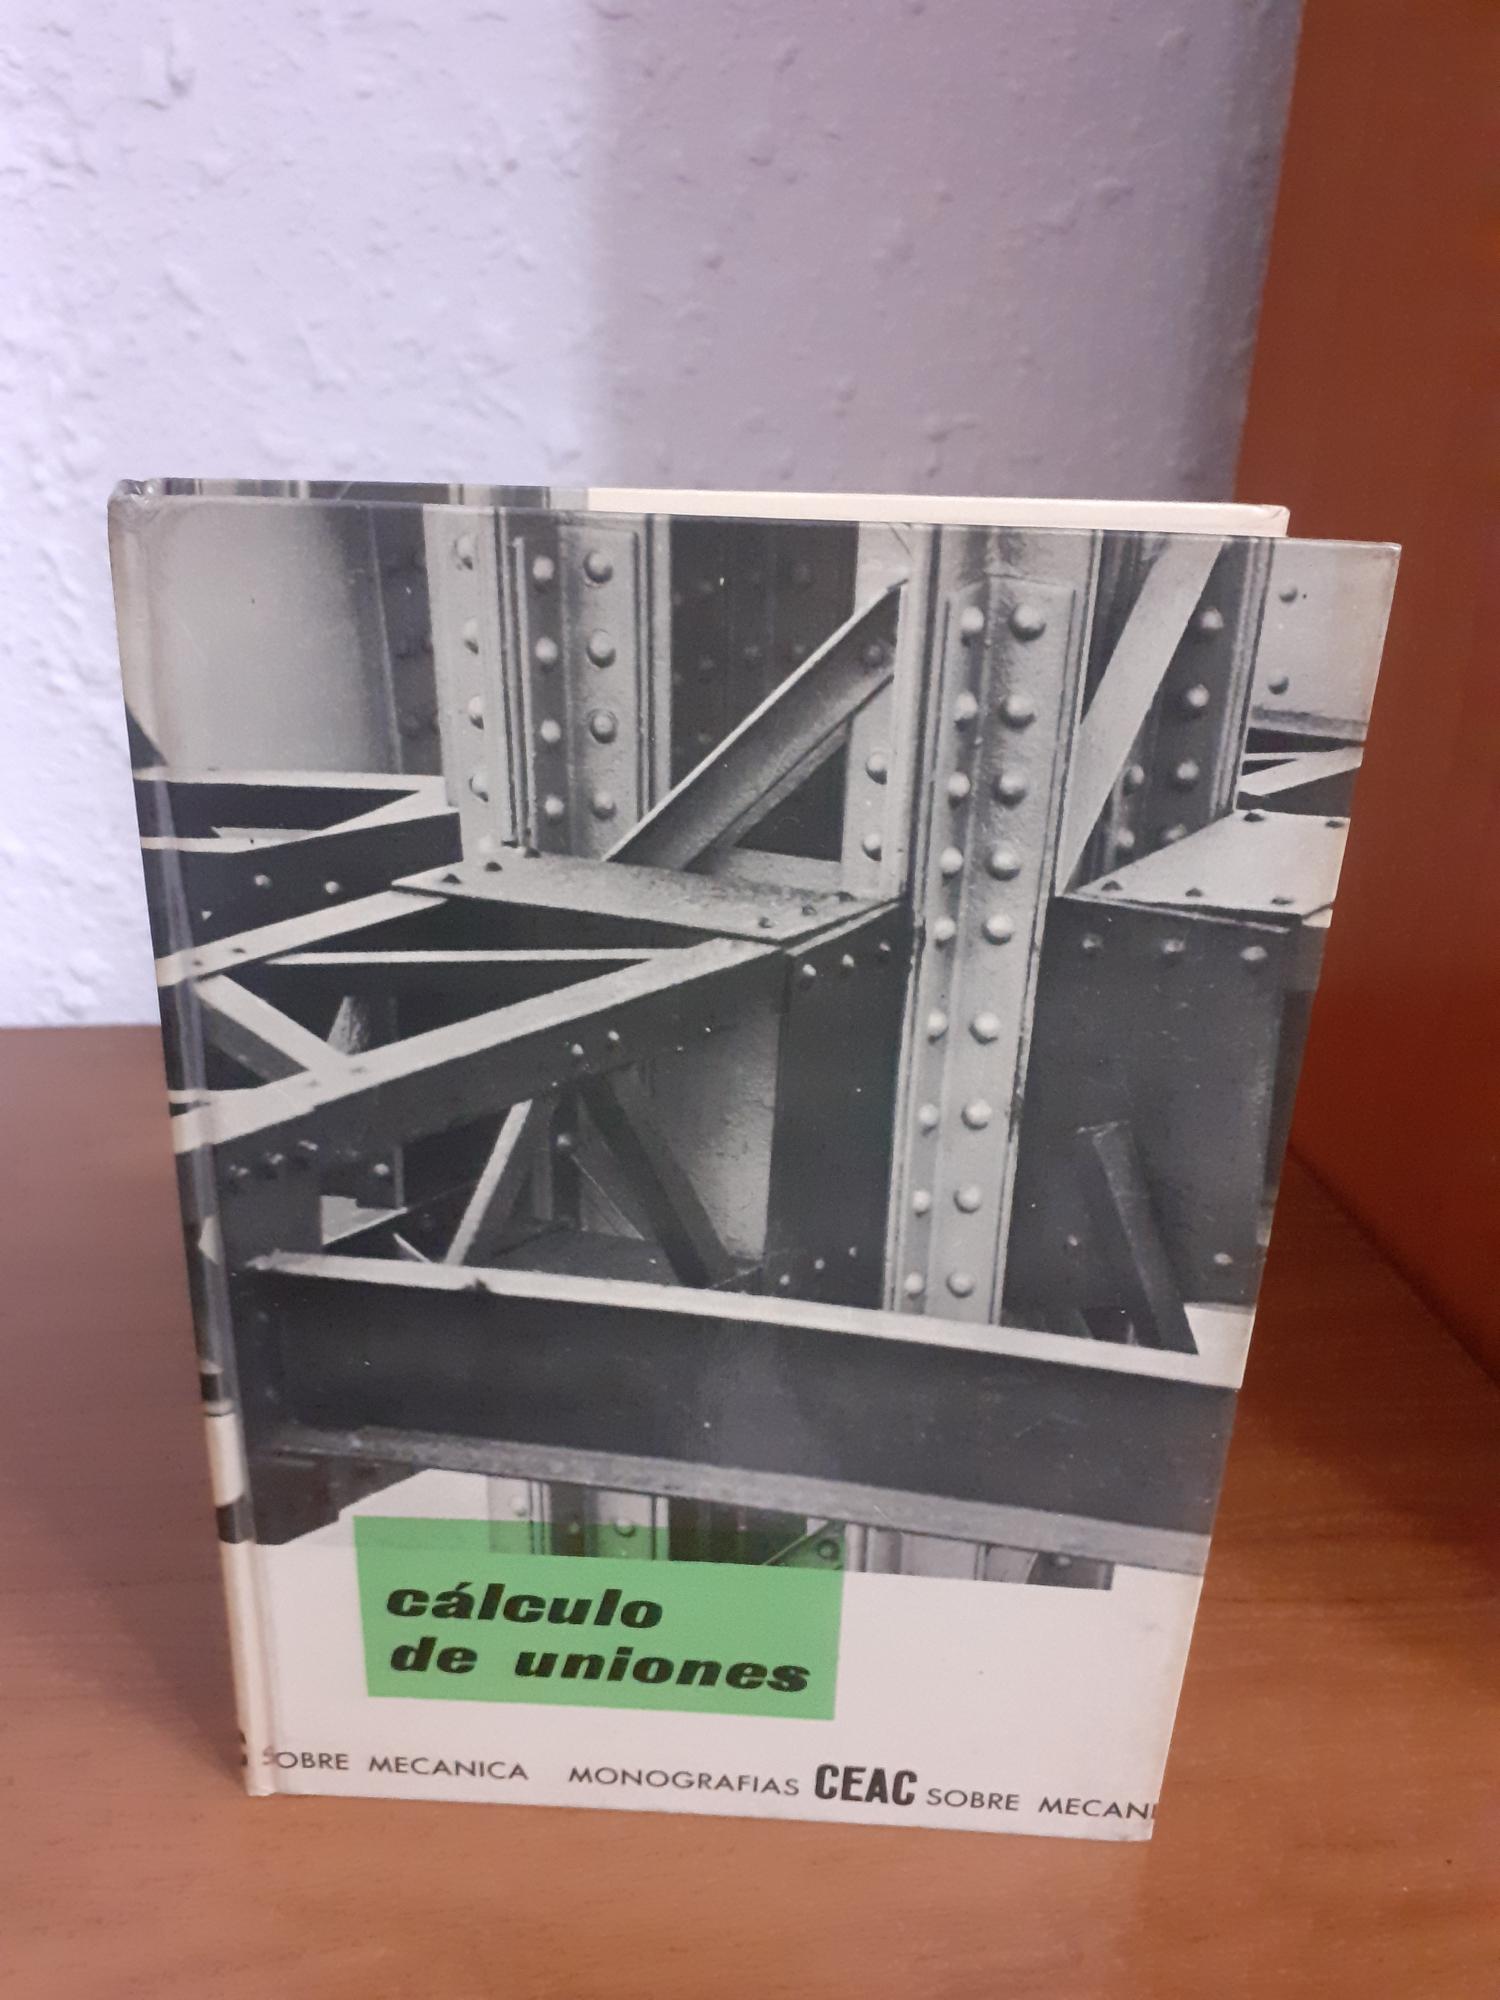 cálculo
de uniones
SOBRE MECANICA MONOGRAFIAS CEAC SOBRE MECANI